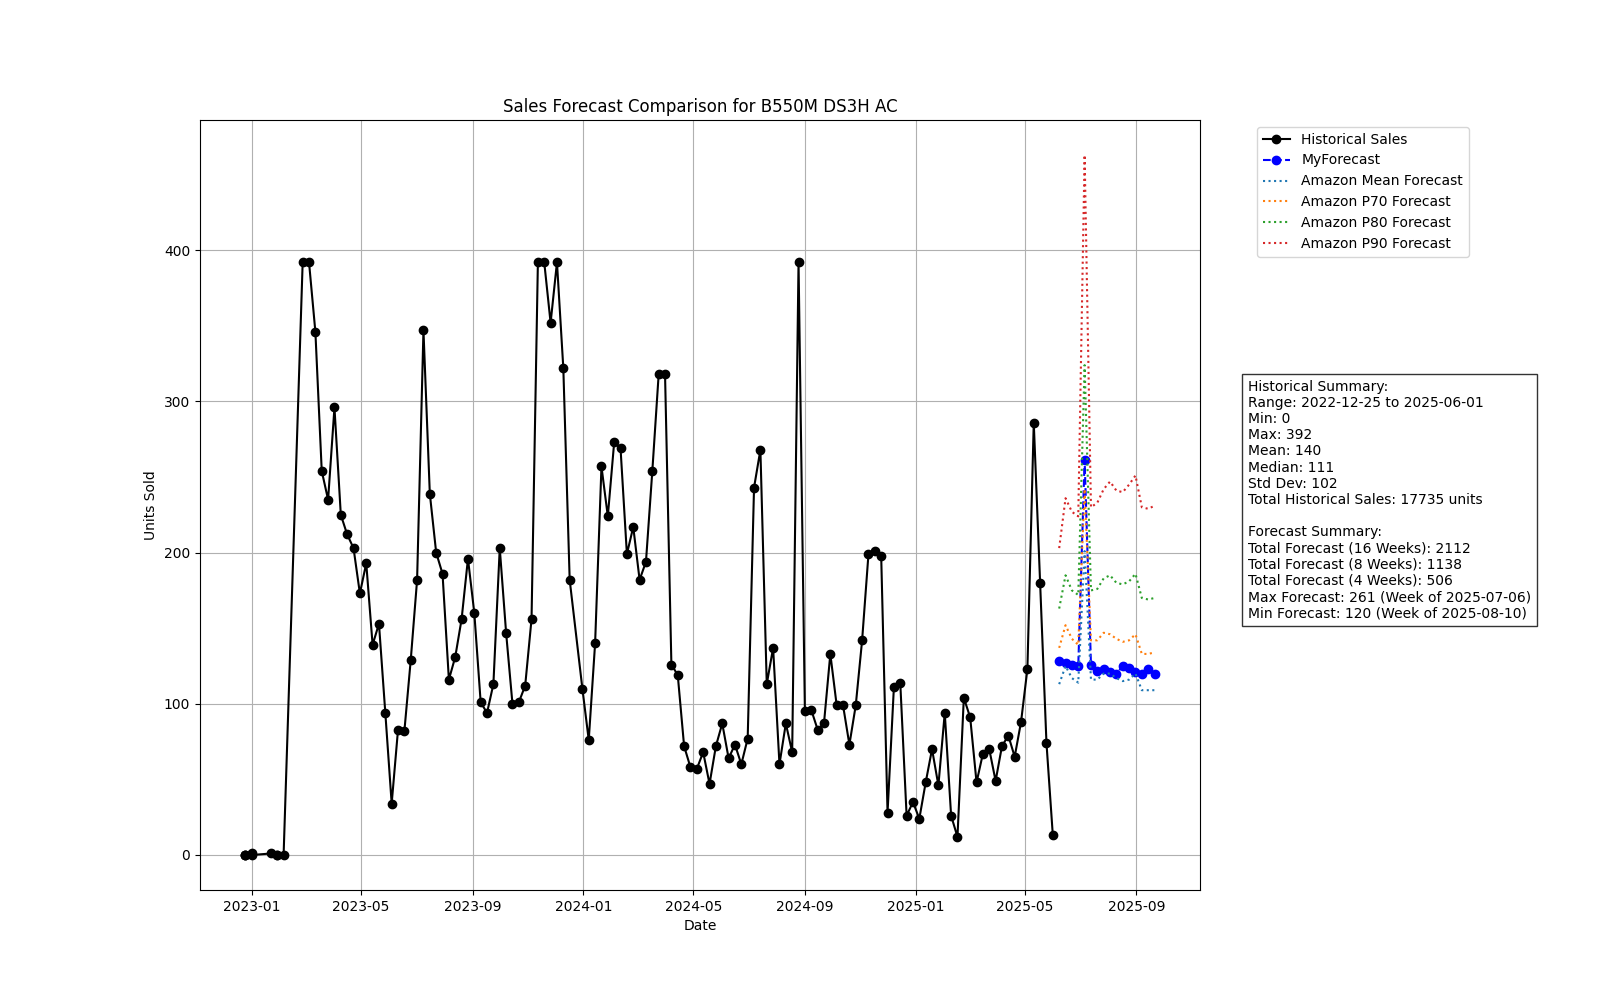 Sales Forecast Comparison for B550M DS3H AC
Units Sold
400
300
200
100
0
2023-01
2023-05
2023-09
2024-01
2024-05
2024-09
2025-01
2025-05
2025-09
Date
Historical Sales
MyForecast
Amazon Mean Forecast
Amazon P70 Forecast
Amazon P80 Forecast
Amazon P90 Forecast
Historical Summary:
Range: 2022-12-25 to 2025-06-01
Min: 0
Max: 392
Mean: 140
Median: 111
Std Dev: 102
Total Historical Sales: 17735 units
Forecast Summary:
Total Forecast (16 Weeks): 2112
Total Forecast (8 Weeks): 1138
Total Forecast (4 Weeks): 506
Max Forecast: 261 (Week of 2025-07-06)
Min Forecast: 120 (Week of 2025-08-10)